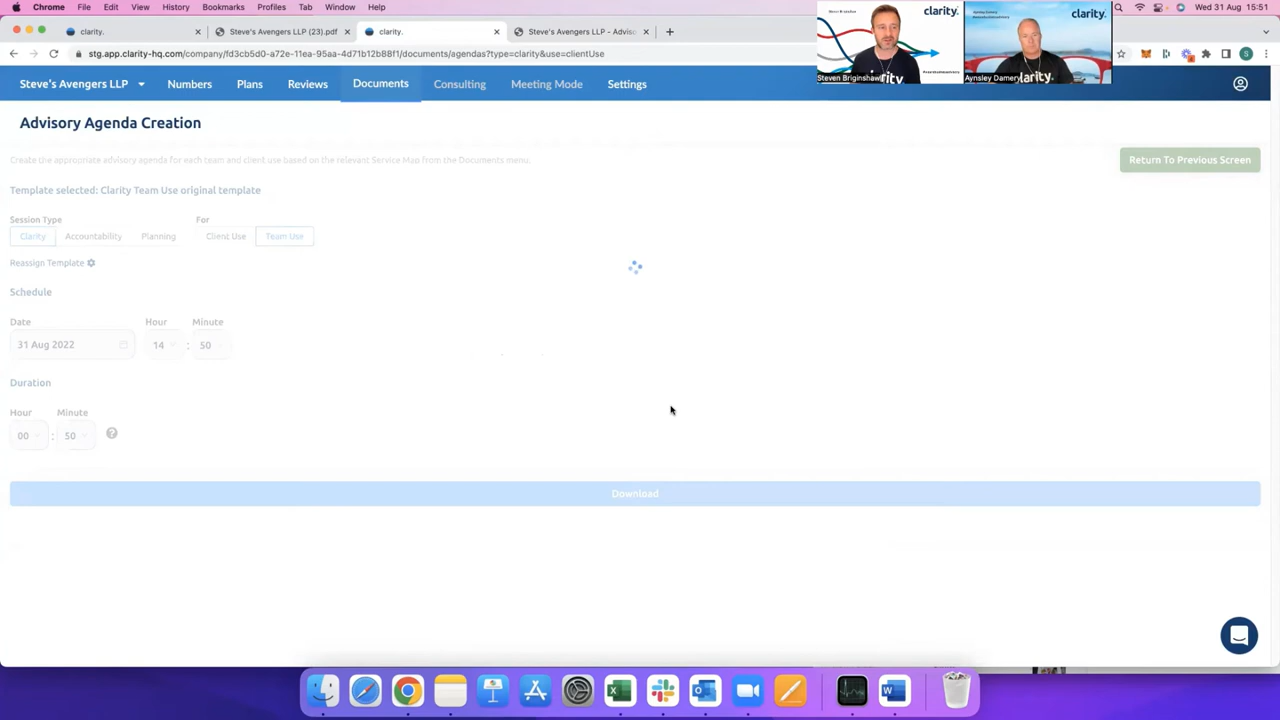 Chrome File Edit View History Bookmarks Profiles Tab Window Help
Wed 31 Aug 15:51
clarity.
Steve's Avengers LLP (23).pdf
clarity.
Steve's Avengers LLP - Adviso
stg.app.clarity-hq.com/company/fd3cb5d0-a72e-11ea-95aa-4d71b12b88f1/documents/agendas?type=clarity&use=clientUse
clarity.
Steven Briginshaw
clarity.
Aynsley Damery
clarity.
Steve's Avengers LLP Numbers Plans Reviews Documents Consulting Meeting Mode Settings
Advisory Agenda Creation
Create the appropriate advisory agenda for each team and client use based on the relevant Service Map from the Documents menu.
Return To Previous Screen
Template selected: Clarity Team Use original template
Session Type For
Clarity Accountability Planning Client Use Team Use
Reassign Template
Schedule
Date Hour Minute
31 Aug 2022 14 : 50
Duration
Hour Minute
00 : 50 ?
Download